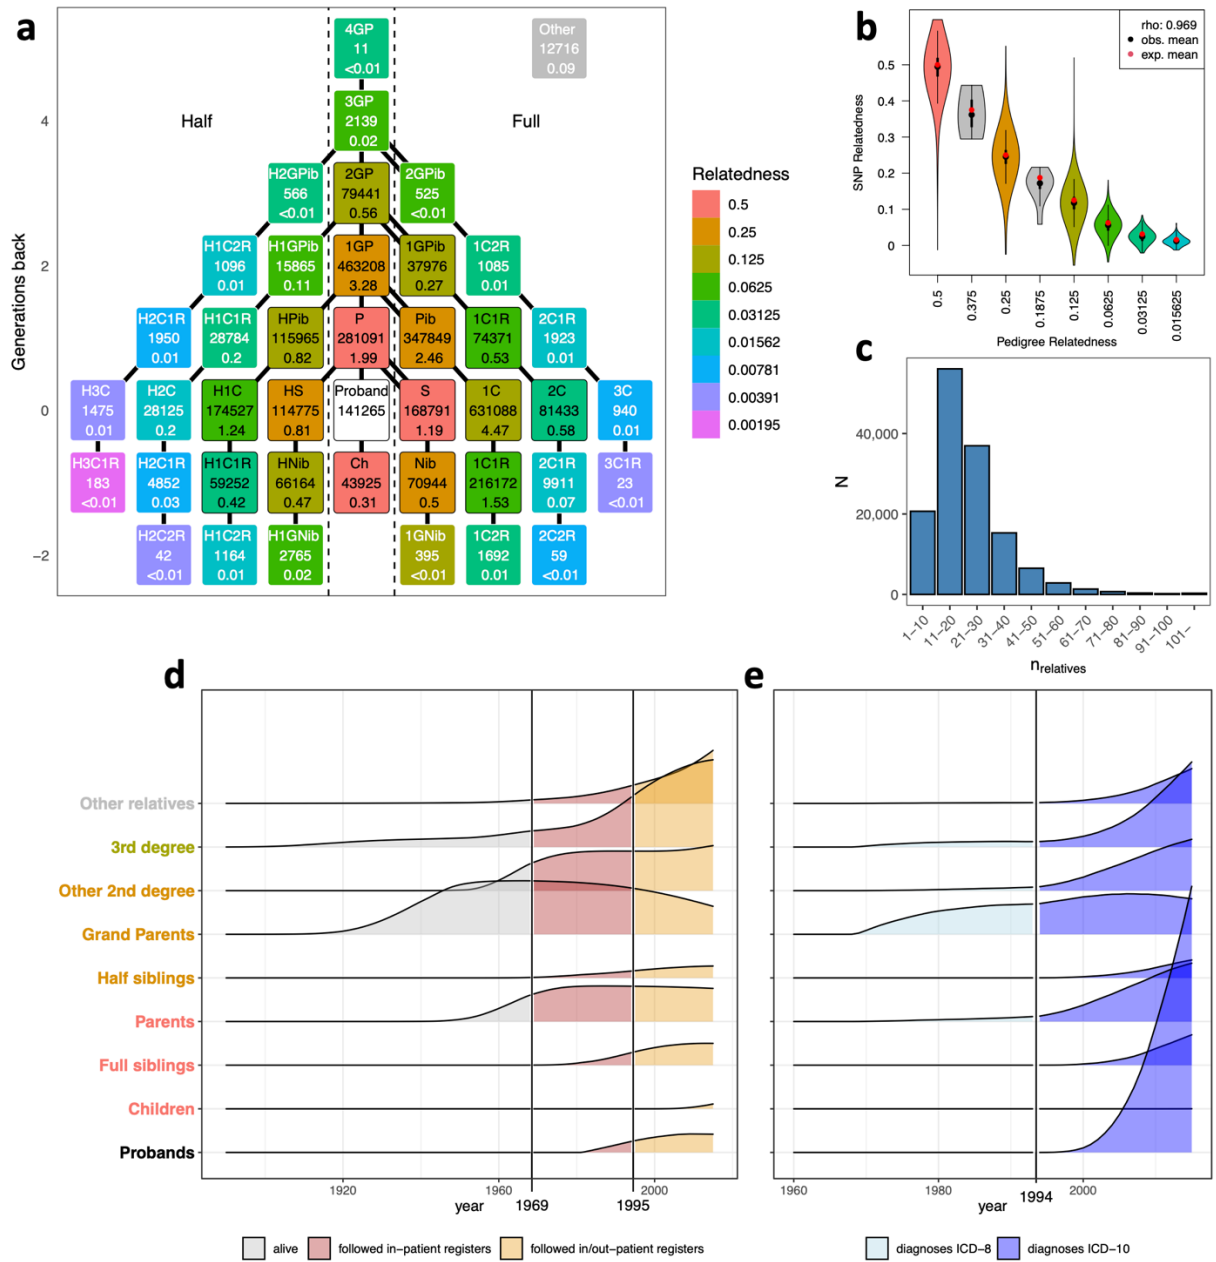 a
4GP
11
<0.01
Other
12716
0.09
Half
Full
3GP
2139
0.02
H2GPib
566
<0.01
2GP
79441
0.56
2GPib
525
<0.01
H1C2R
1096
0.01
H1GPib
15865
0.11
1GP
463208
3.28
1GPib
37976
0.27
1C2R
1085
0.01
H2C1R
1950
0.01
H1C1R
28784
0.2
HPib
115965
0.82
P
281091
1.99
Pib
347849
2.46
1C1R
74371
0.53
2C1R
1923
0.01
H3C
1475
0.01
H2C
28125
0.2
H1C
174527
1.24
HS
114775
0.81
Proband
141265
S
168791
1.19
1C
631088
4.47
2C
81433
0.58
3C
940
0.01
H3C1R
183
<0.01
H2C1R
4852
0.03
H1C1R
59252
0.42
HNib
66164
0.47
Ch
43925
0.31
Nib
70944
0.5
1C1R
216172
1.53
2C1R
9911
0.07
3C1R
23
<0.01
H2C2R
42
<0.01
H1C2R
1164
0.01
H1GNib
2765
0.02
1GNib
395
<0.01
1C2R
1692
0.01
2C2R
59
<0.01
Generations back
4
2
0
−2
Relatedness
0.5
0.25
0.125
0.0625
0.03125
0.01562
0.00781
0.00391
0.00195
b
rho: 0.969
obs. mean
exp. mean
SNP Relatedness
0.5
0.4
0.3
0.2
0.1
0
0.5
0.375
0.25
0.1875
0.125
0.0625
0.03125
0.015625
Pedigree Relatedness
c
N
40,000
20,000
0
1−10
11−20
21−30
31−40
41−50
51−60
61−70
71−80
81−90
91−100
101−
nrelatives
d
Other relatives
3rd degree
Other 2nd degree
Grand Parents
Half siblings
Parents
Full siblings
Children
Probands
1920
1960
2000
year
1969
1995
alive
followed in−patient registers
followed in/out−patient registers
e
1960
1980
2000
year
1994
diagnoses ICD−8
diagnoses ICD−10